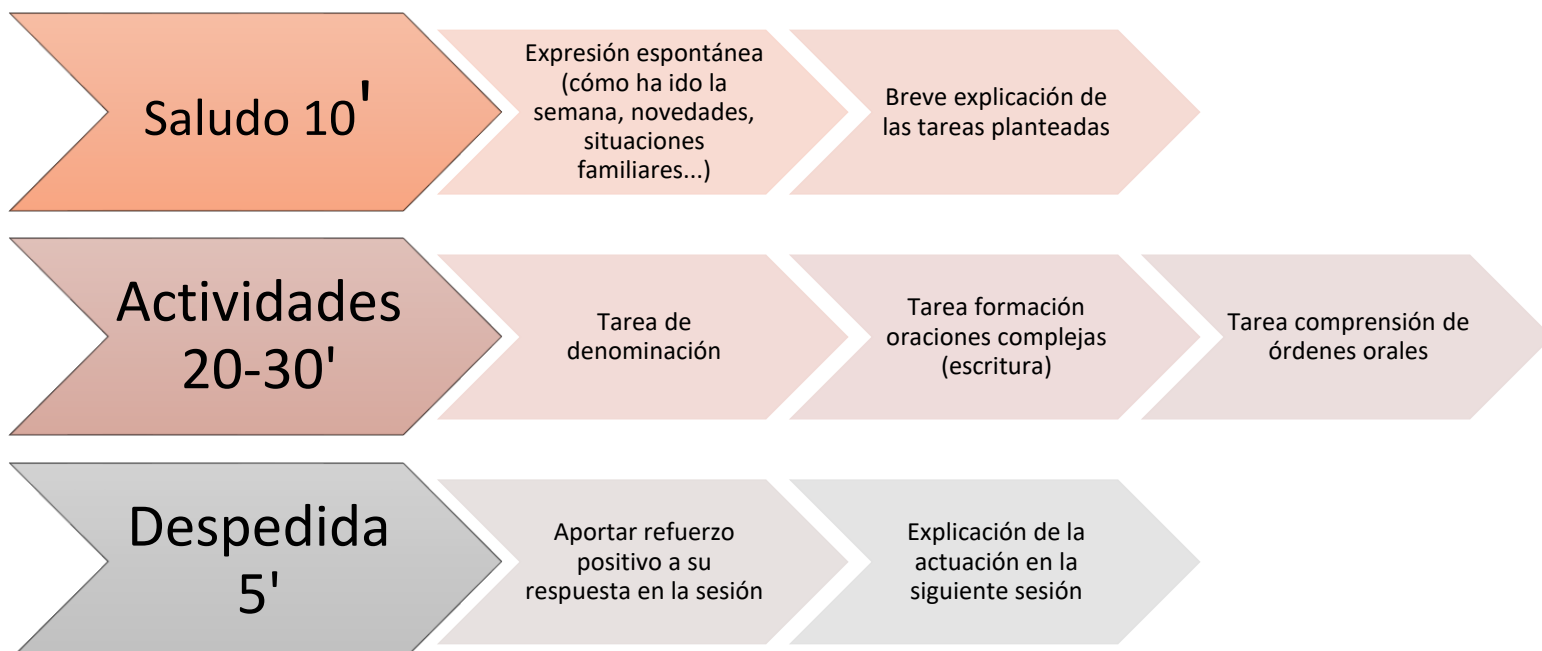 Saludo 10'
Expresión espontánea
(cómo ha ido la
semana, novedades,
situaciones
familiares...)
Breve explicación de
las tareas planteadas
Actividades
20-30'
Tarea de
denominación
Tarea formación
oraciones complejas
(escritura)
Tarea comprensión de
órdenes orales
Despedida
5'
Aportar refuerzo
positivo a su
respuesta en la sesión
Explicación de la
actuación en la
siguiente sesión